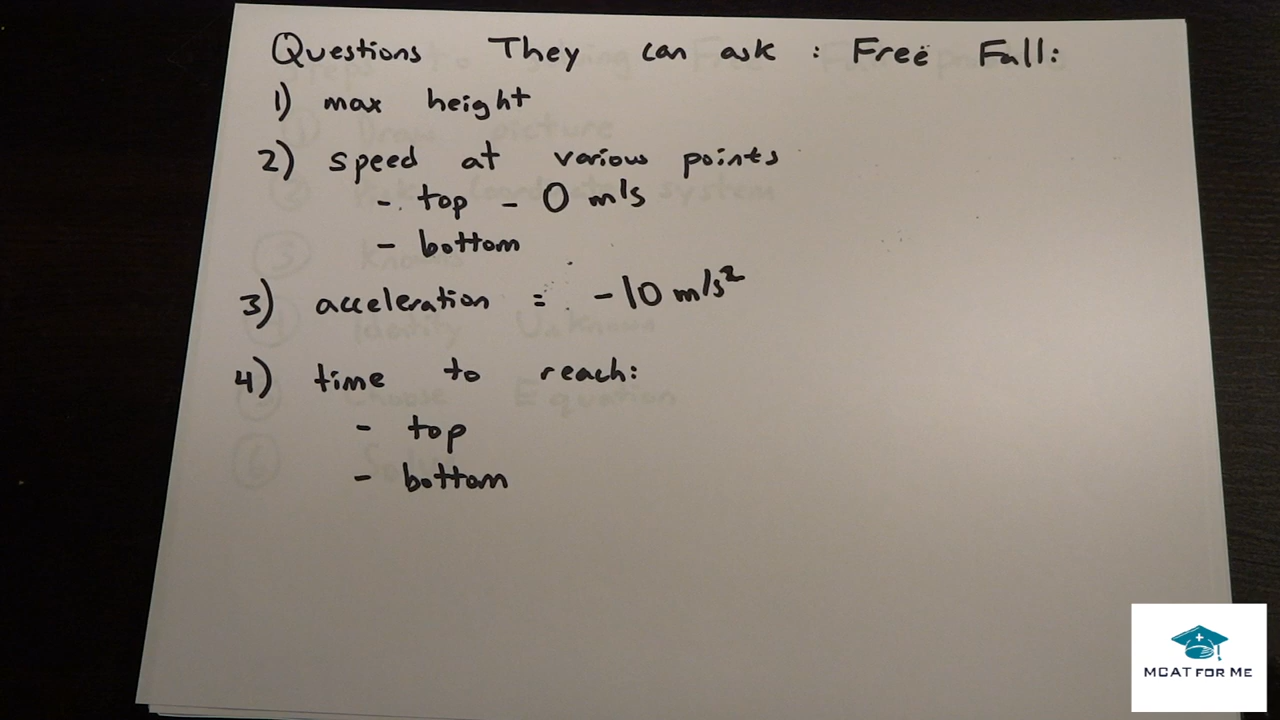 Questions They can ask : Free Fall:
1) max height
2) speed at various points
- top - 0 m/s
- bottom
3) acceleration = -10 m/s²
4) time to reach:
- top
- bottom
MCAT FOR ME